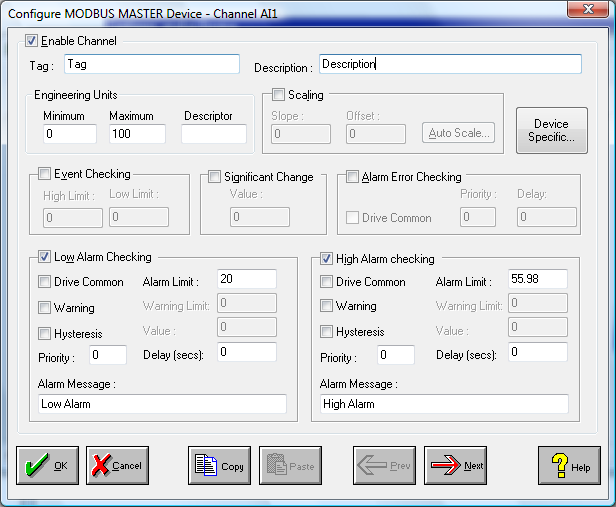 Configure MODBUS MASTER Device - Channel AI1
Enable Channel
Tag : Tag Description : Description
Engineering Units Scaling
Minimum Maximum Descriptor Slope : Offset :
0 100 0 0 Auto Scale... Device Specific...
Event Checking Significant Change Alarm Error Checking
High Limit : Low Limit : Value : Priority : Delay:
0 0 0 Drive Common 0 0
Low Alarm Checking High Alarm checking
Drive Common Alarm Limit : 20 Drive Common Alarm Limit : 55.98
Warning Warning Limit: 0 Warning Warning Limit: 0
Hysteresis Value : 0 Hysteresis Value : 0
Priority : 0 Delay (secs): 0 Priority : 0 Delay (secs): 0
Alarm Message : Alarm Message :
Low Alarm High Alarm
OK Cancel Copy Paste Prev Next Help